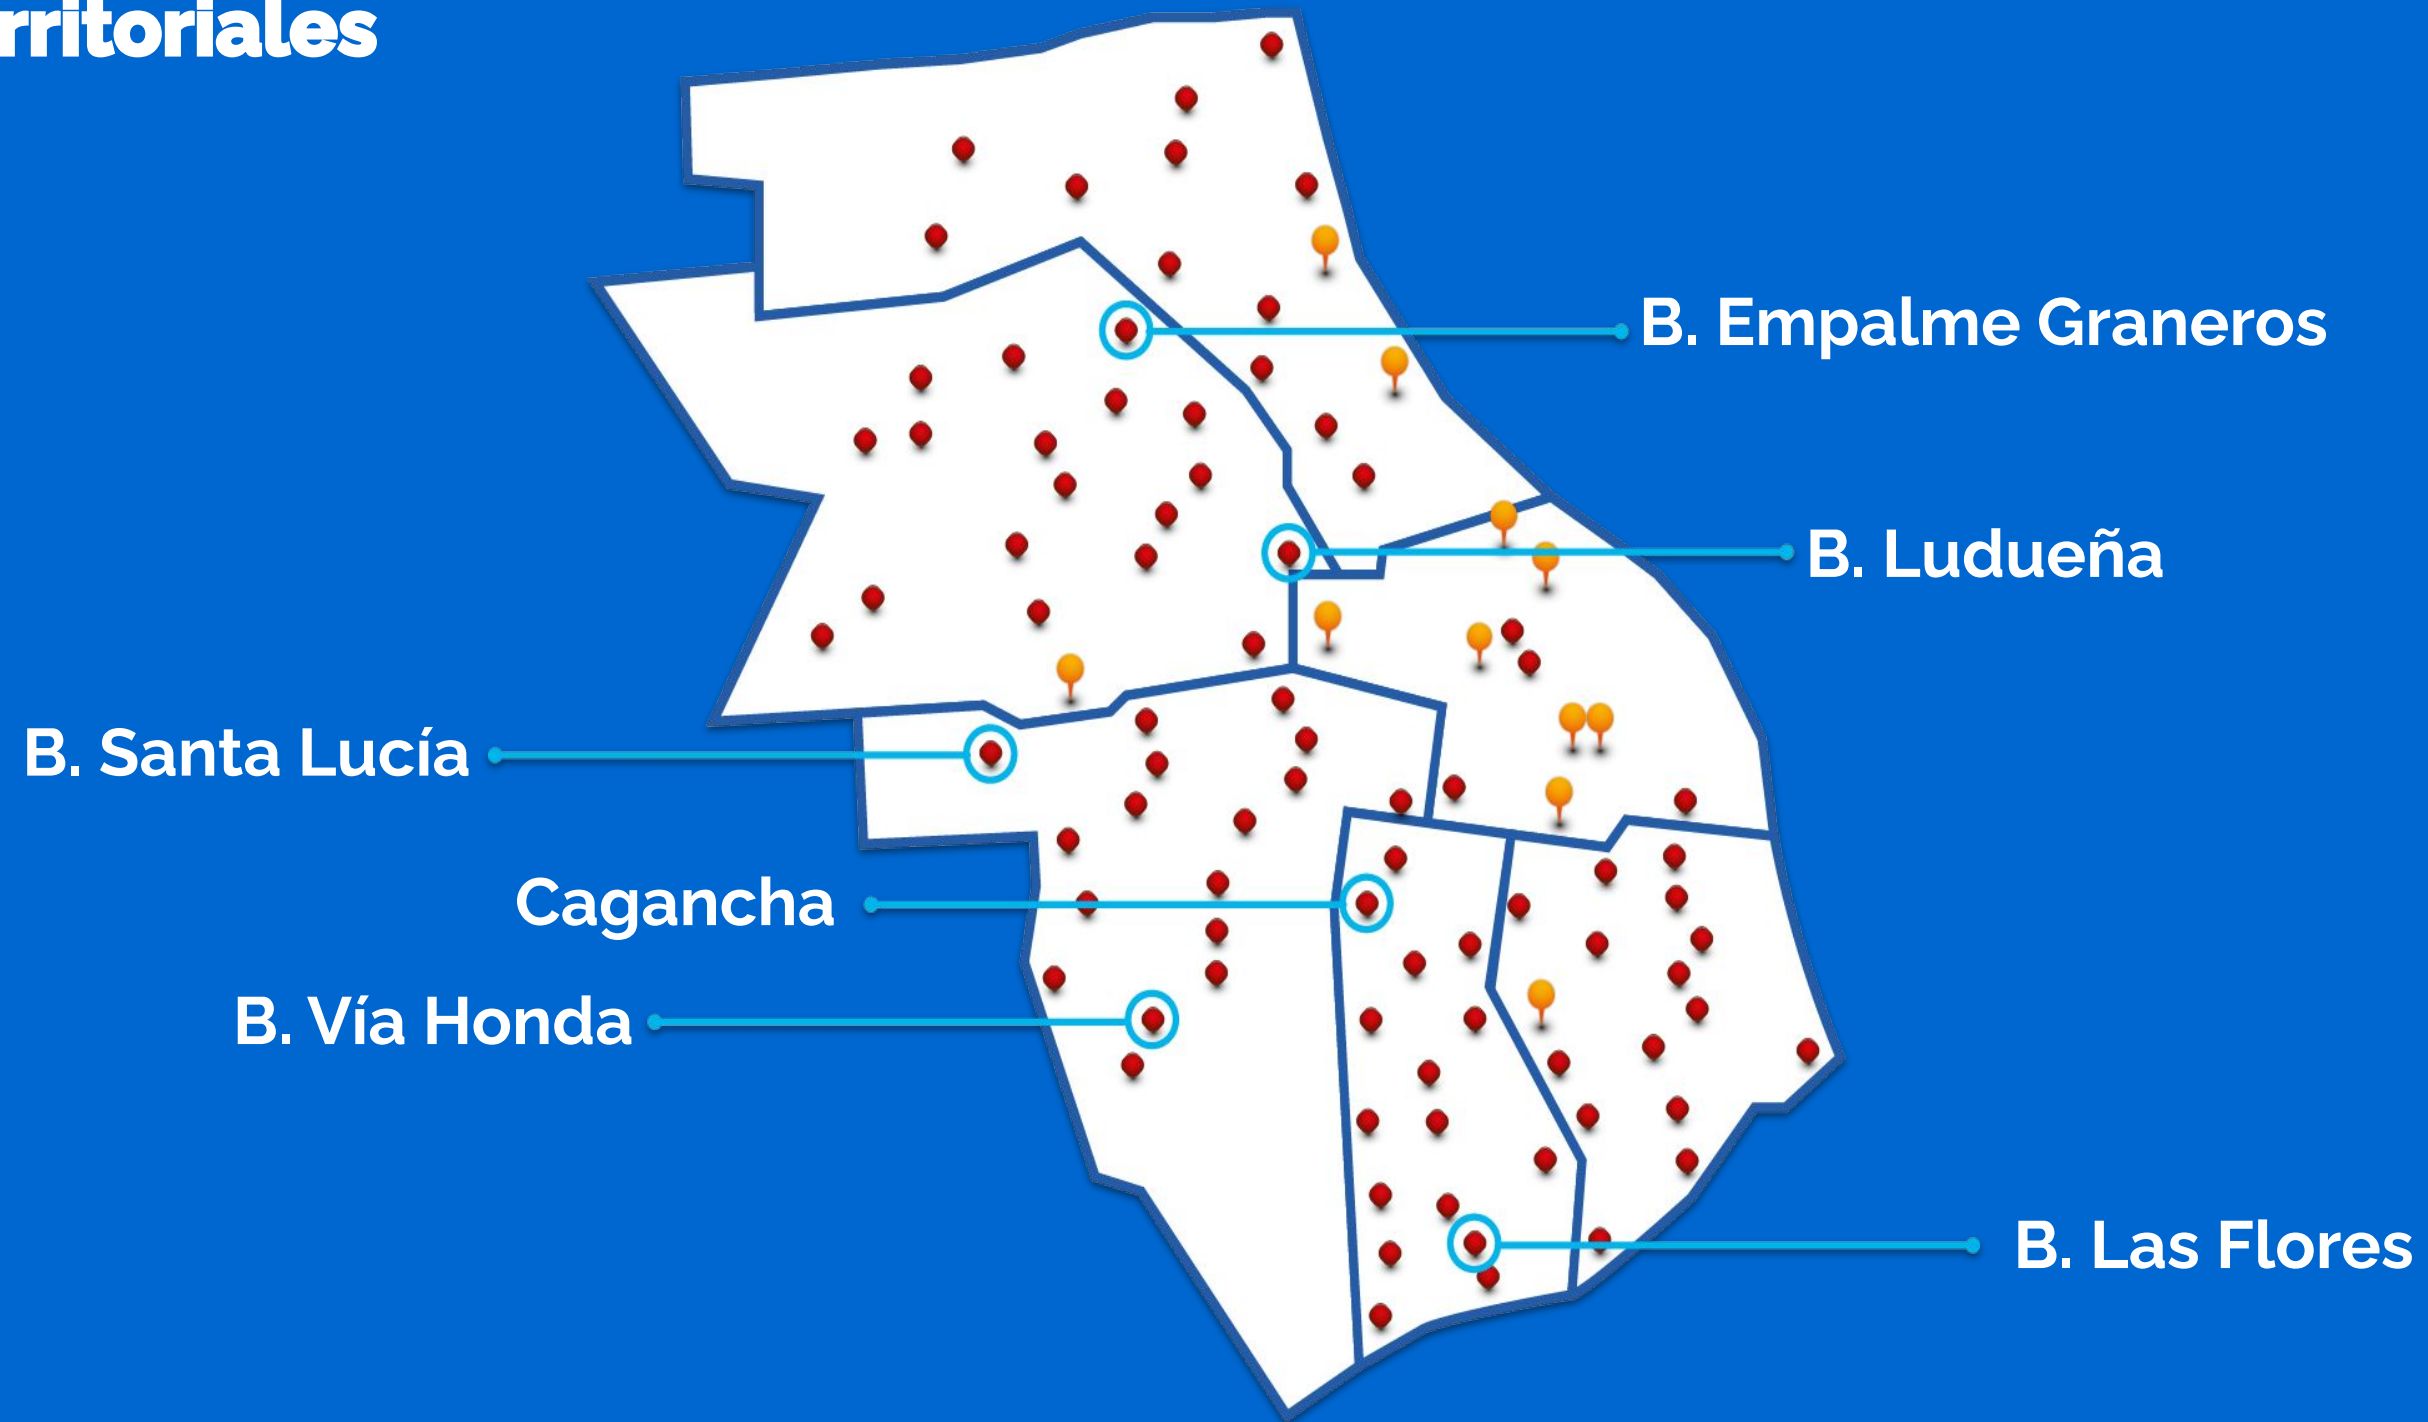 rritoriales
B. Empalme Graneros
B. Ludueña
B. Santa Lucía
Cagancha
B. Vía Honda
B. Las Flores